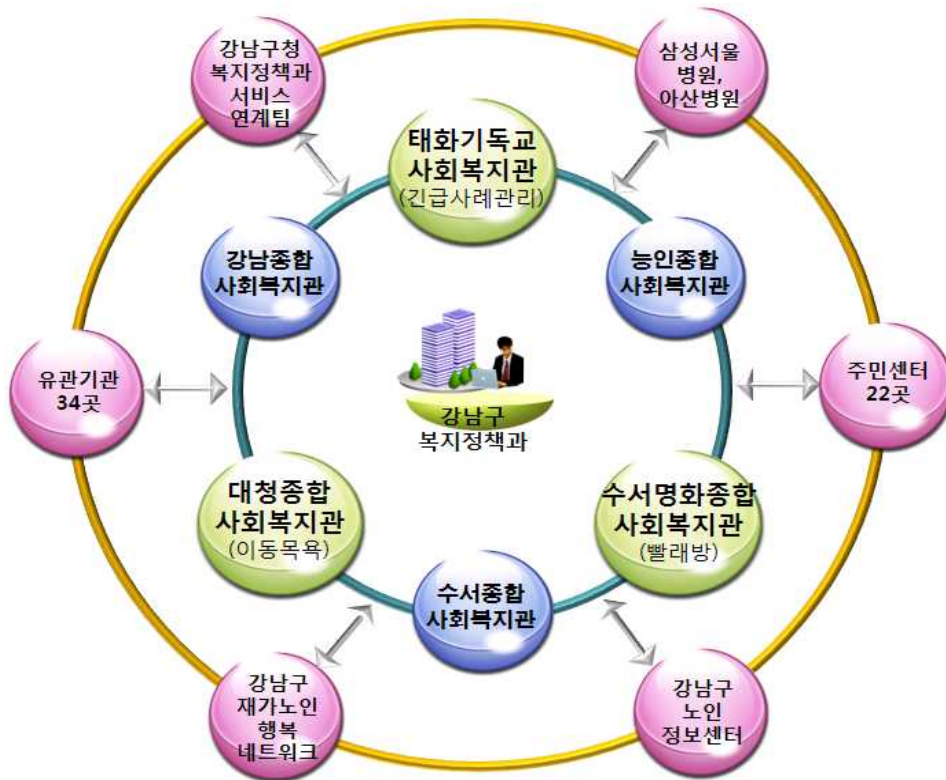 강남구청
복지정책과
서비스
연계팀
삼성서울
병원,
아산병원
태화기독교
사회복지관
(긴급사례관리)
강남종합
사회복지관
능인종합
사회복지관
유관기관
34곳
강남구
복지정책과
주민센터
22곳
대청종합
사회복지관
(이동목욕)
수서명화종합
사회복지관
(빨래방)
수서종합
사회복지관
강남구
재가노인
행복
네트워크
강남구
노인
정보센터